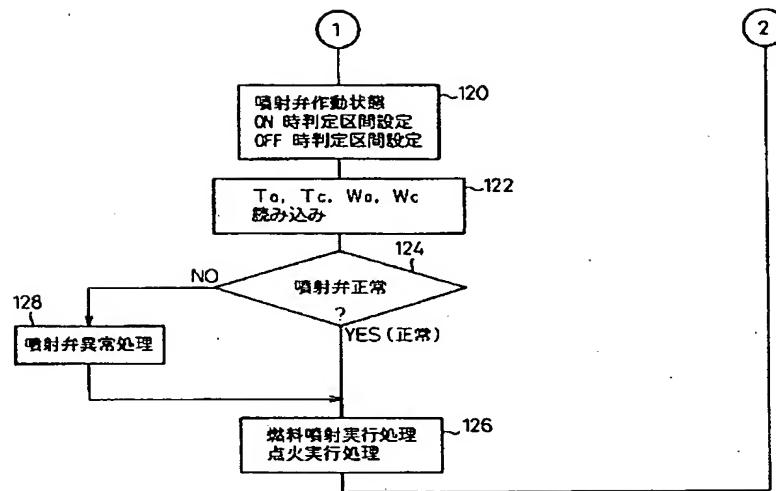 1
2
噴射弁作動状態
ON 時判定区間設定
OFF 時判定区間設定
120
To, Tc, Wo, Wc
読み込み
122
124
NO
噴射弁正常
?
128
YES (正常)
噴射弁異常処理
燃料噴射実行処理
点火実行処理
126